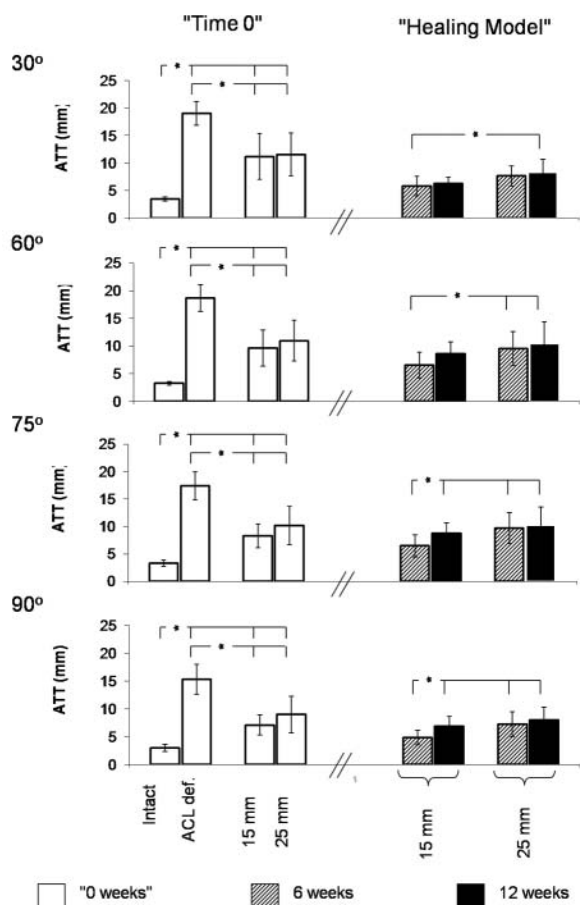 "Time 0" "Healing Model"
30º
*
*
*
ATT (mm)
25
20
15
10
5
0
60º
*
*
*
ATT (mm)
25
20
15
10
5
0
75º
*
*
*
ATT (mm)
25
20
15
10
5
0
90º
*
*
*
ATT (mm)
25
20
15
10
5
0
Intact
ACL def.
15 mm
25 mm
15 mm
25 mm
"0 weeks" 6 weeks 12 weeks